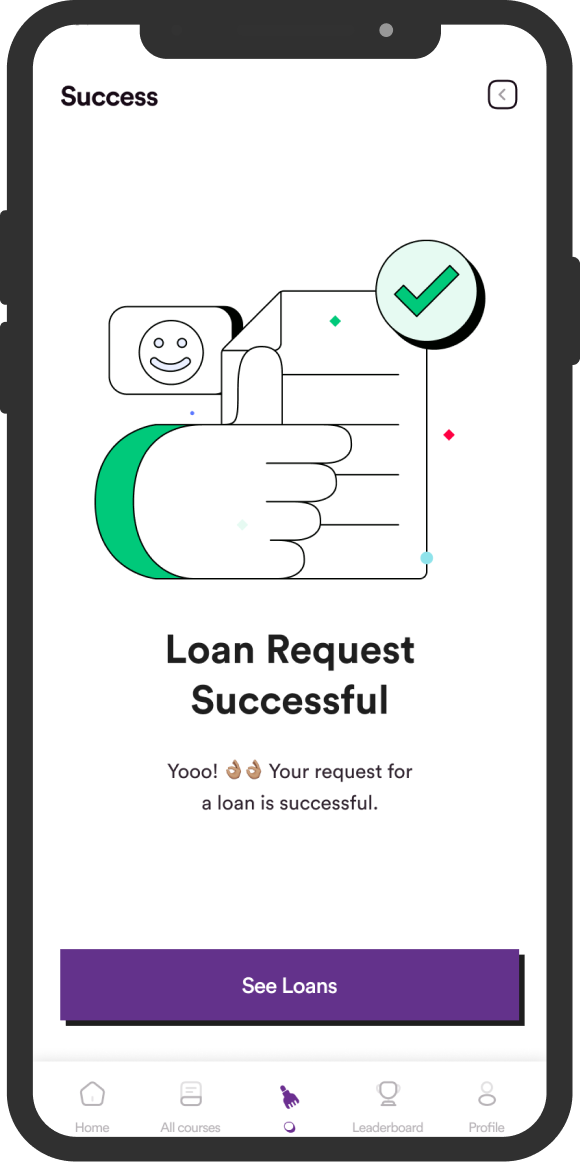 Success
Loan Request
Successful
Yooo! 👌🏽👌🏽 Your request for
a loan is successful.
See Loans
Home
All courses
Leaderboard
Profile